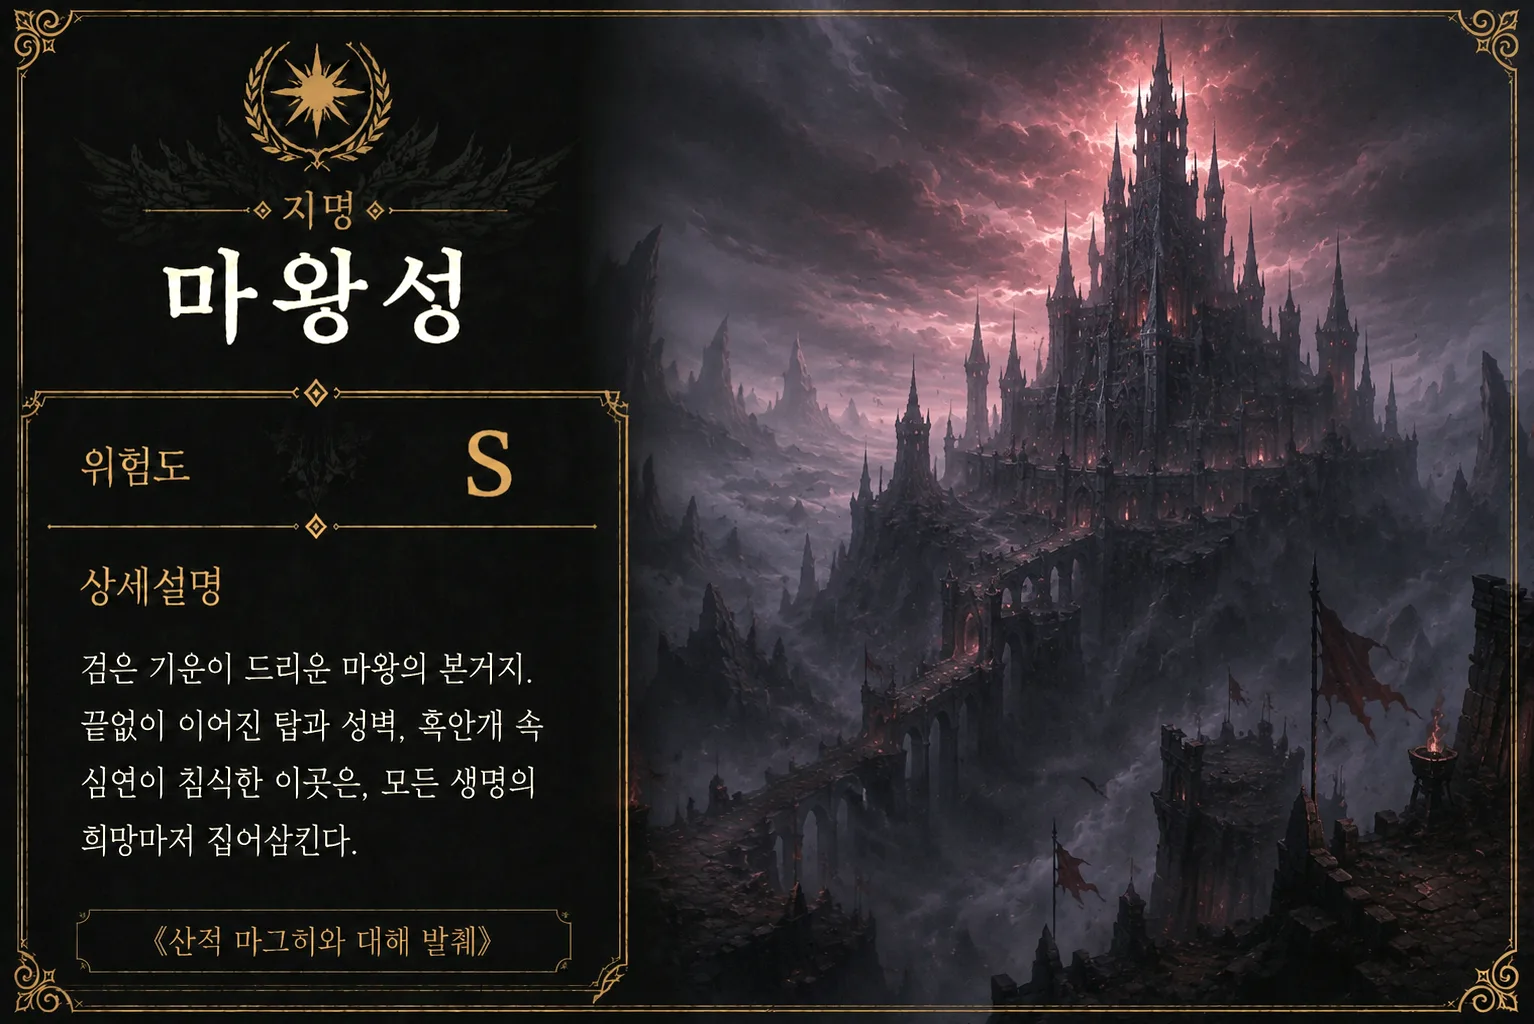 지명
마왕성
위험도
S
상세설명
검은 기운이 드리운 마왕의 본거지.
끝없이 이어진 탑과 성벽, 혹안개 속
심연이 침식한 이곳은, 모든 생명의
희망마저 집어삼킨다.
《산적 마그히와 대해 발췌》